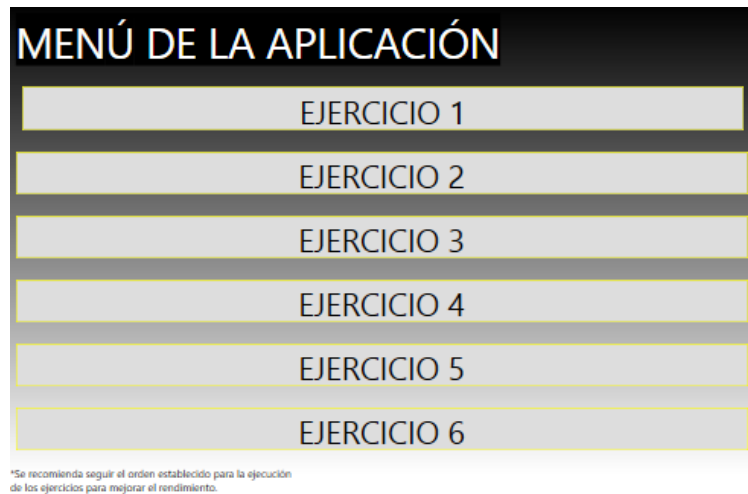 MENÚ DE LA APLICACIÓN
EJERCICIO 1
EJERCICIO 2
EJERCICIO 3
EJERCICIO 4
EJERCICIO 5
EJERCICIO 6
*Se recomienda seguir el orden establecido para la ejecución
de los ejercicios para mejorar el rendimiento.